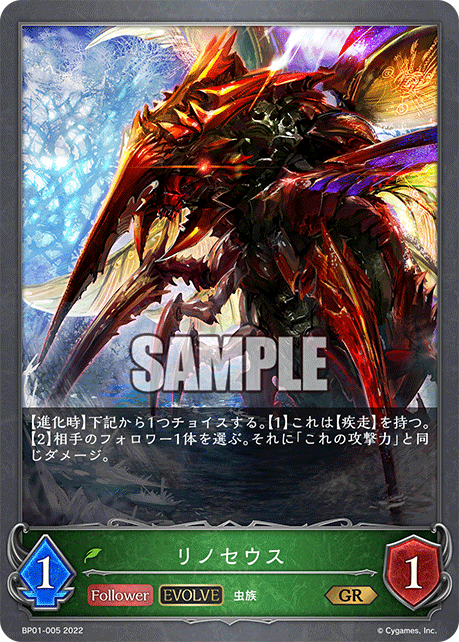 SAMPLE
【進化時】下記から1つチョイスする。【1】これは【疾走】を持つ。
【2】相手のフォロワー1体を選ぶ。それに「これの攻撃力」と同
じダメージ。
リノセウス
1
Follower EVOLVE 虫族 GR
1
BP01-005 2022 © Cygames, Inc.